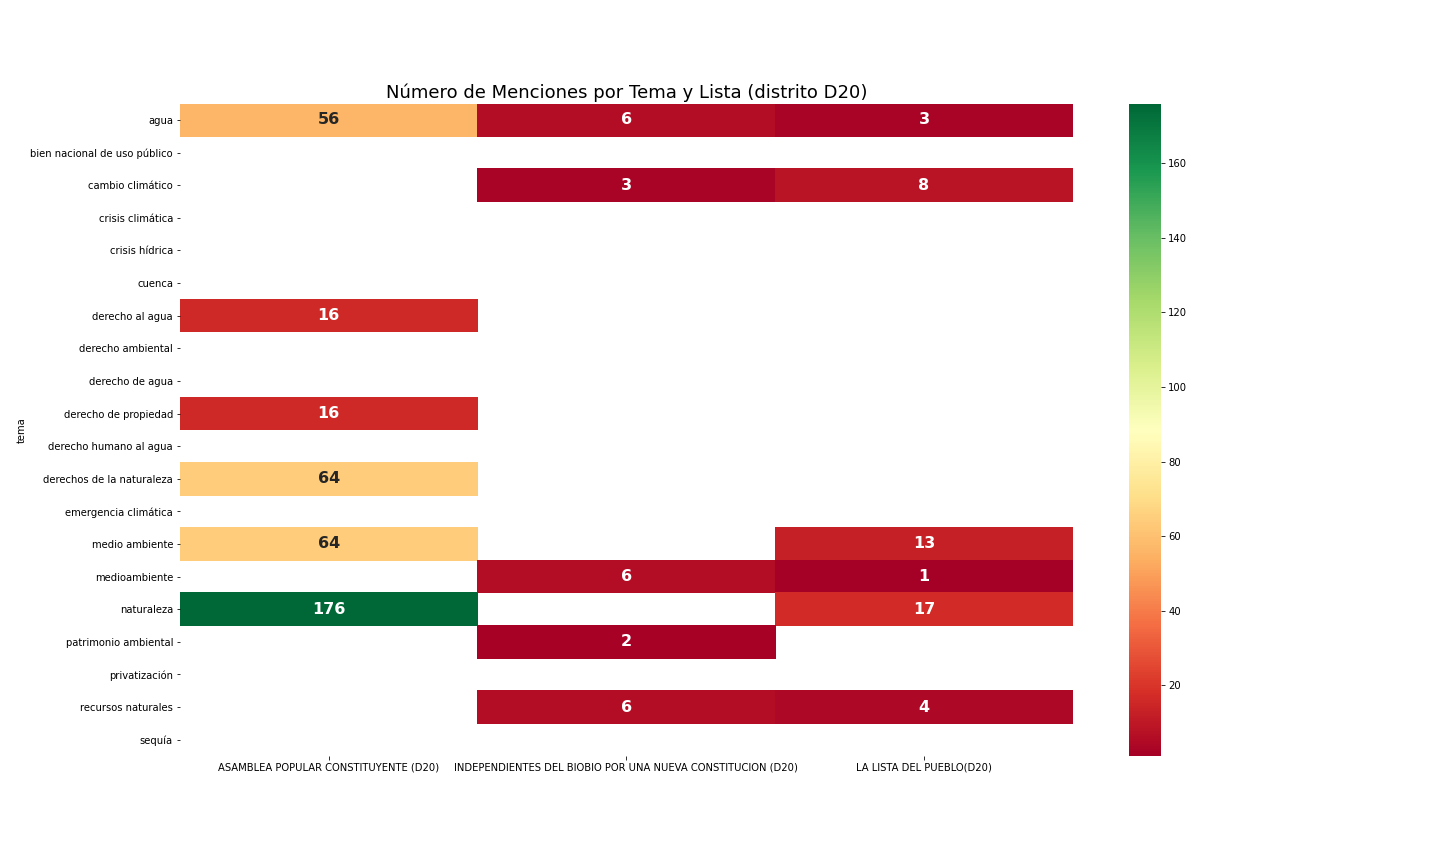 Número de Menciones por Tema y Lista (distrito D20)
agua 56 6 3
bien nacional de uso público
cambio climático 3 8
crisis climática
crisis hídrica
cuenca
derecho al agua 16
derecho ambiental
derecho de agua
derecho de propiedad 16
derecho humano al agua
derechos de la naturaleza 64
emergencia climática
medio ambiente 64 13
medioambiente 6 1
naturaleza 176 17
patrimonio ambiental 2
privatización
recursos naturales 6 4
sequía
tema
ASAMBLEA POPULAR CONSTITUYENTE (D20) INDEPENDIENTES DEL BIOBIO POR UNA NUEVA CONSTITUCION (D20) LA LISTA DEL PUEBLO(D20)
160
140
120
100
80
60
40
20